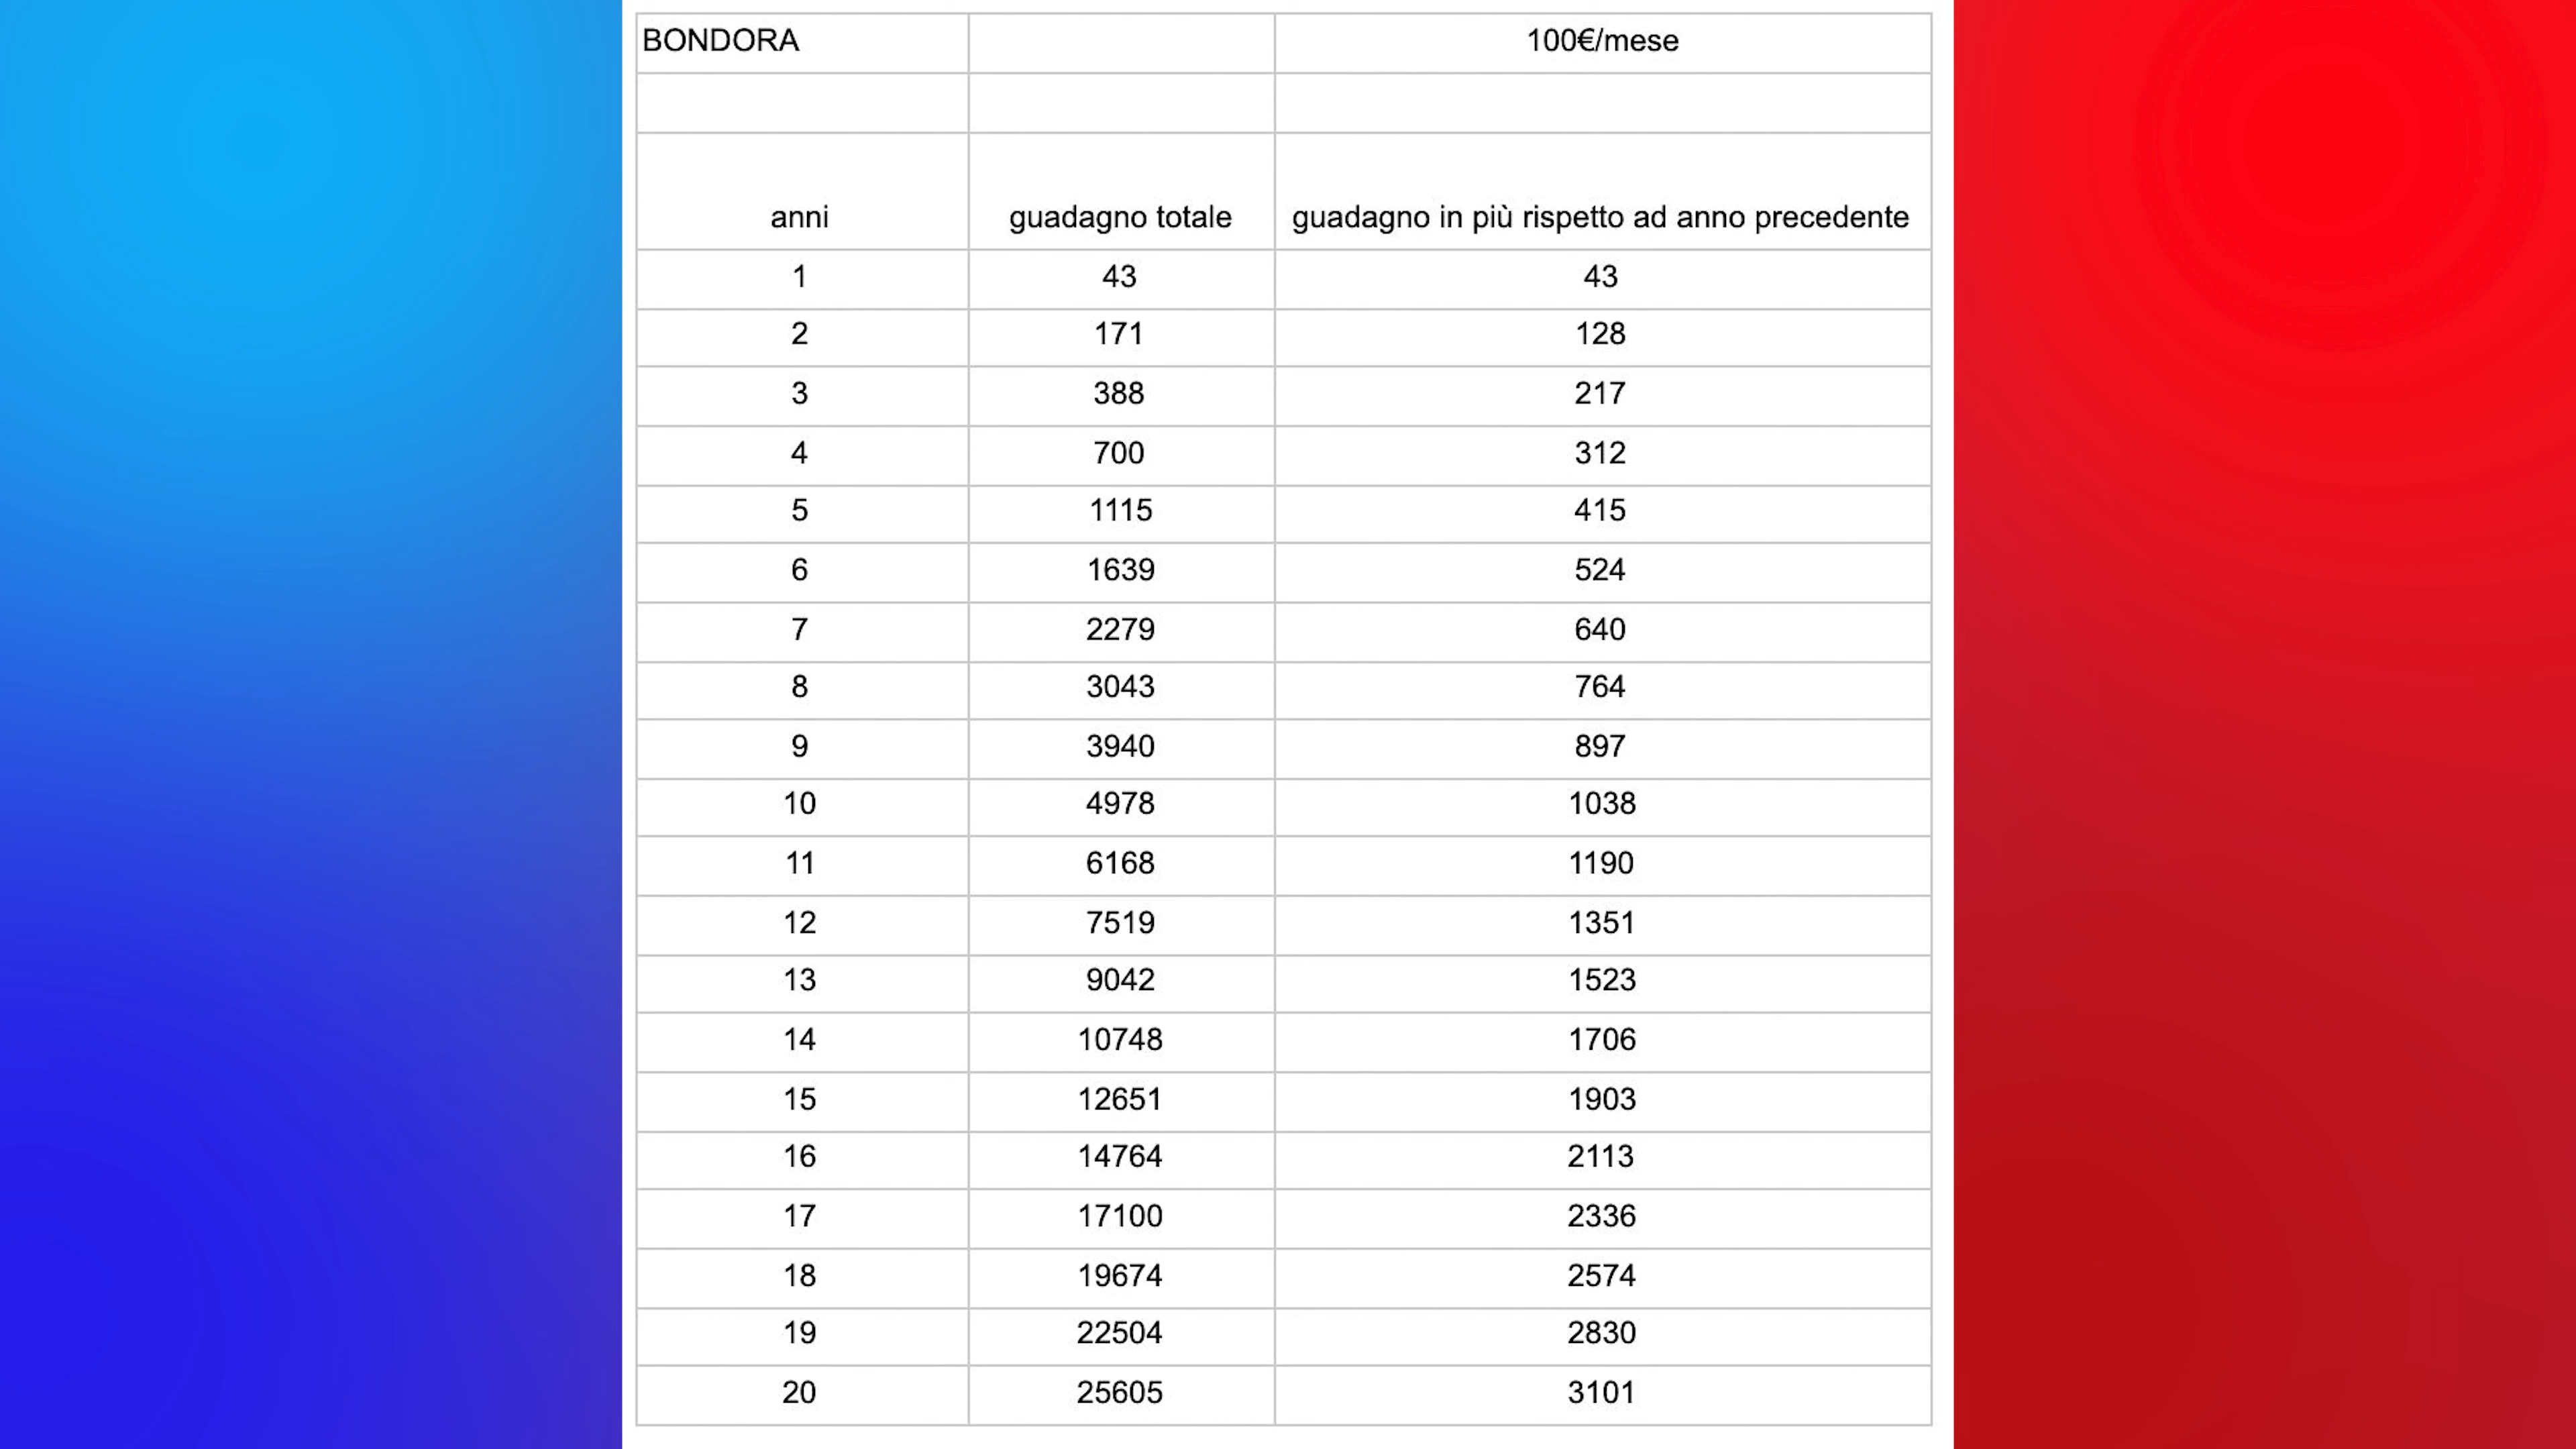 BONDORA 100€/mese
anni guadagno totale guadagno in più rispetto ad anno precedente
1 43 43
2 171 128
3 388 217
4 700 312
5 1115 415
6 1639 524
7 2279 640
8 3043 764
9 3940 897
10 4978 1038
11 6168 1190
12 7519 1351
13 9042 1523
14 10748 1706
15 12651 1903
16 14764 2113
17 17100 2336
18 19674 2574
19 22504 2830
20 25605 3101